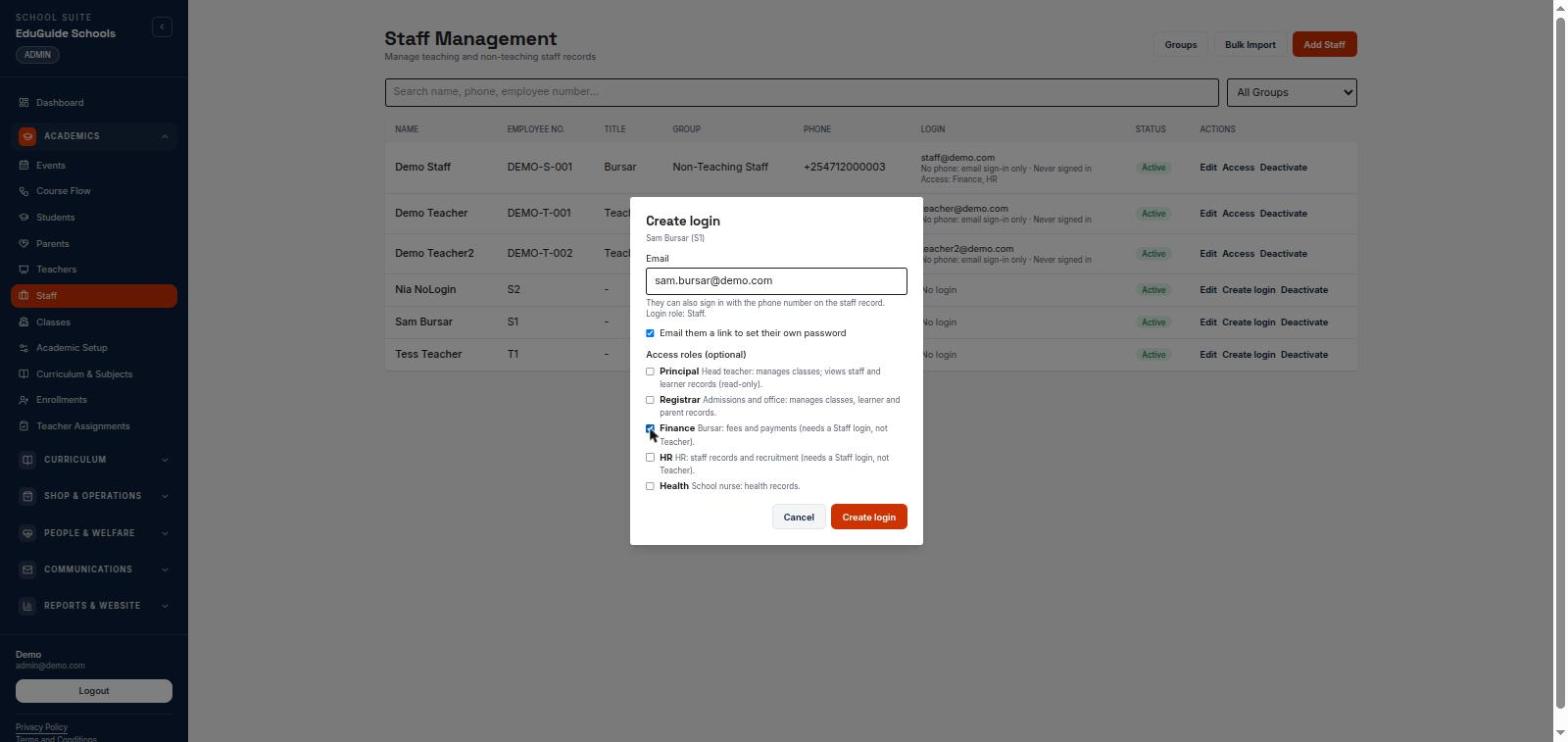 SCHOOL SUITE
EduGuide Schools
ADMIN
Dashboard
ACADEMICS
Events
Course Flow
Students
Parents
Teachers
Staff
Classes
Academic Setup
Curriculum & Subjects
Enrollments
Teacher Assignments
CURRICULUM
SHOP & OPERATIONS
PEOPLE & WELFARE
COMMUNICATIONS
REPORTS & WEBSITE
Demo
admin@demo.com
Logout
Privacy Policy
Terms and Conditions
Staff Management
Manage teaching and non-teaching staff records
Groups Bulk Import Add Staff
Search name, phone, employee number... All Groups
NAME EMPLOYEE NO. TITLE GROUP PHONE LOGIN STATUS ACTIONS
Demo Staff DEMO-S-001 Bursar Non-Teaching Staff +254712000003 staff@demo.com Active Edit Access Deactivate
No phone: email sign-in only · Never signed in
Access: Finance, HR
Demo Teacher DEMO-T-001 Teac eacher@demo.com Active Edit Access Deactivate
No phone: email sign-in only · Never signed in
Demo Teacher2 DEMO-T-002 Teac eacher2@demo.com Active Edit Access Deactivate
No phone: email sign-in only · Never signed in
Nia NoLogin S2 - No login Active Edit Create login Deactivate
Sam Bursar S1 - No login Active Edit Create login Deactivate
Tess Teacher T1 - No login Active Edit Create login Deactivate
Create login
Sam Bursar (S1)
Email
sam.bursar@demo.com
They can also sign in with the phone number on the staff record.
Login role: Staff.
Email them a link to set their own password
Access roles (optional)
Principal Head teacher: manages classes; views staff and
learner records (read-only).
Registrar Admissions and office: manages classes, learner and
parent records.
Finance Bursar: fees and payments (needs a Staff login, not
Teacher).
HR HR: staff records and recruitment (needs a Staff login, not
Teacher).
Health School nurse: health records.
Cancel Create login